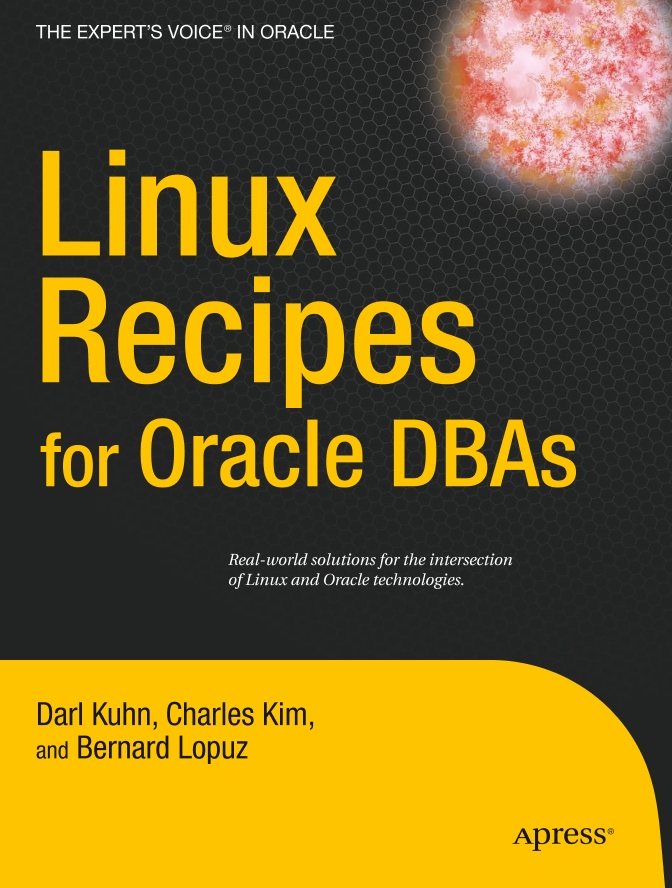 THE EXPERT'S VOICE® IN ORACLE
Linux
Recipes
for Oracle DBAs
Real-world solutions for the intersection
of Linux and Oracle technologies.
Darl Kuhn, Charles Kim,
and Bernard Lopuz
Apress®